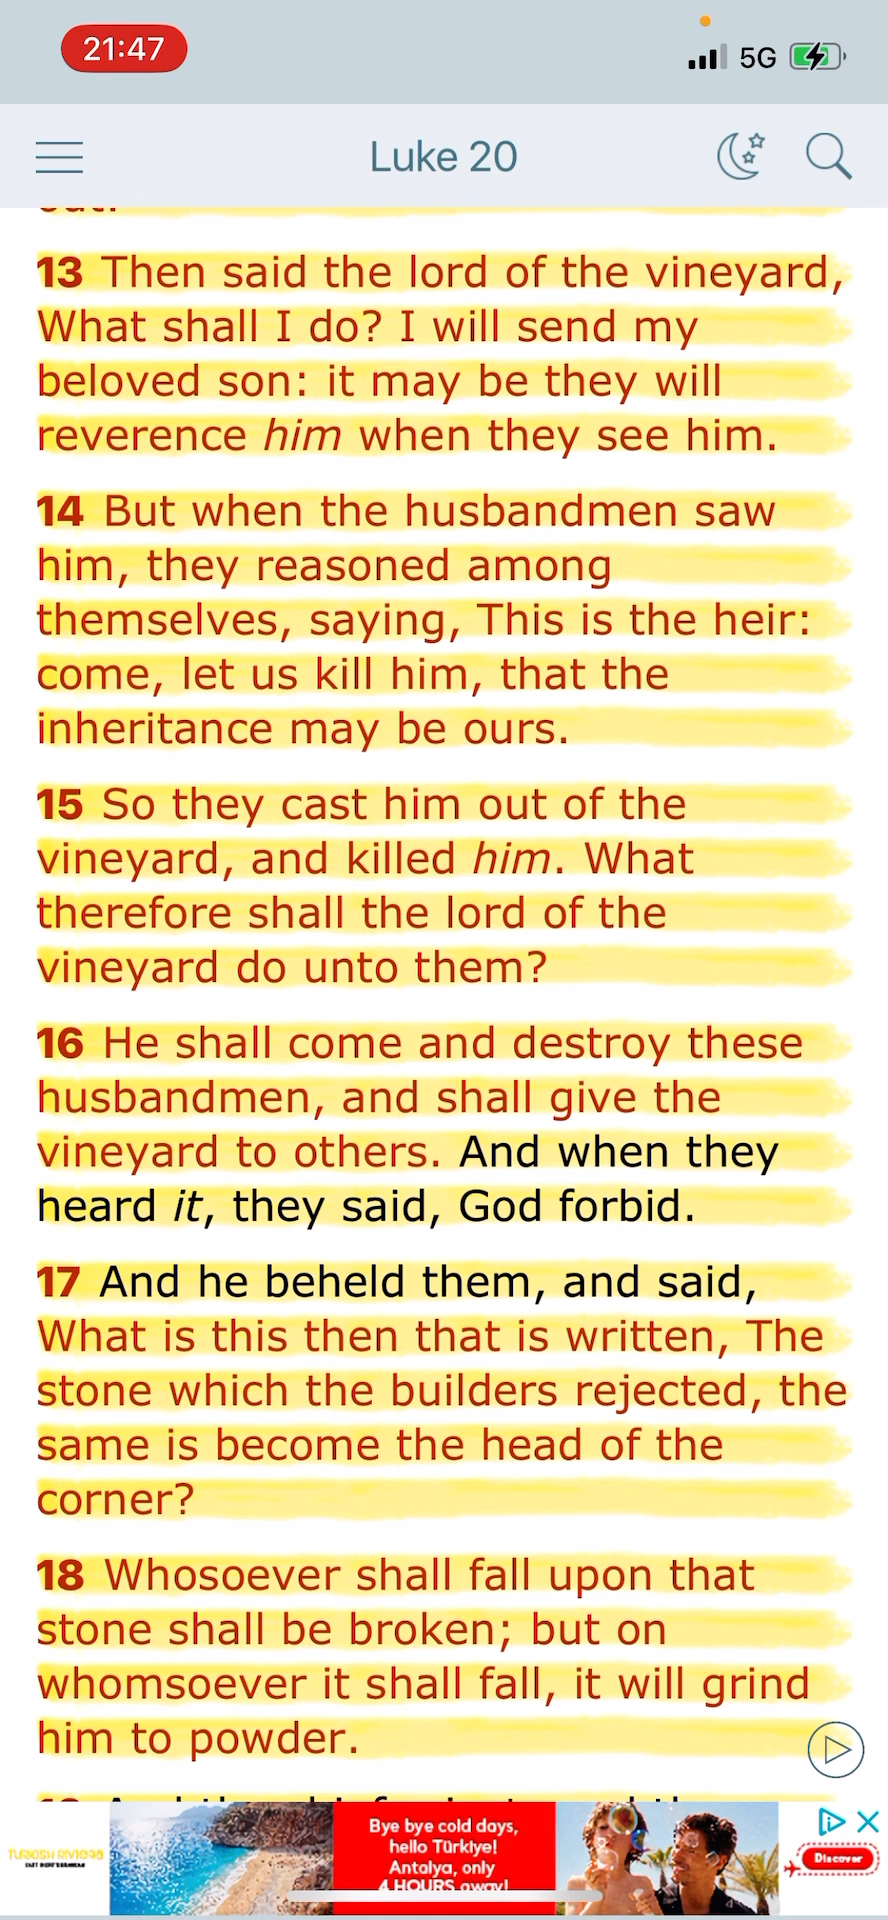 21:47
5G
Luke 20
out.
13 Then said the lord of the vineyard,
What shall I do? I will send my
beloved son: it may be they will
reverence him when they see him.
14 But when the husbandmen saw
him, they reasoned among
themselves, saying, This is the heir:
come, let us kill him, that the
inheritance may be ours.
15 So they cast him out of the
vineyard, and killed him. What
therefore shall the lord of the
vineyard do unto them?
16 He shall come and destroy these
husbandmen, and shall give the
vineyard to others. And when they
heard it, they said, God forbid.
17 And he beheld them, and said,
What is this then that is written, The
stone which the builders rejected, the
same is become the head of the
corner?
18 Whosoever shall fall upon that
stone shall be broken; but on
whomsoever it shall fall, it will grind
him to powder.
TURKISH RIVIERA
Bye bye cold days,
hello Türkiye!
Antalya, only
4 HOURS away!
Discover